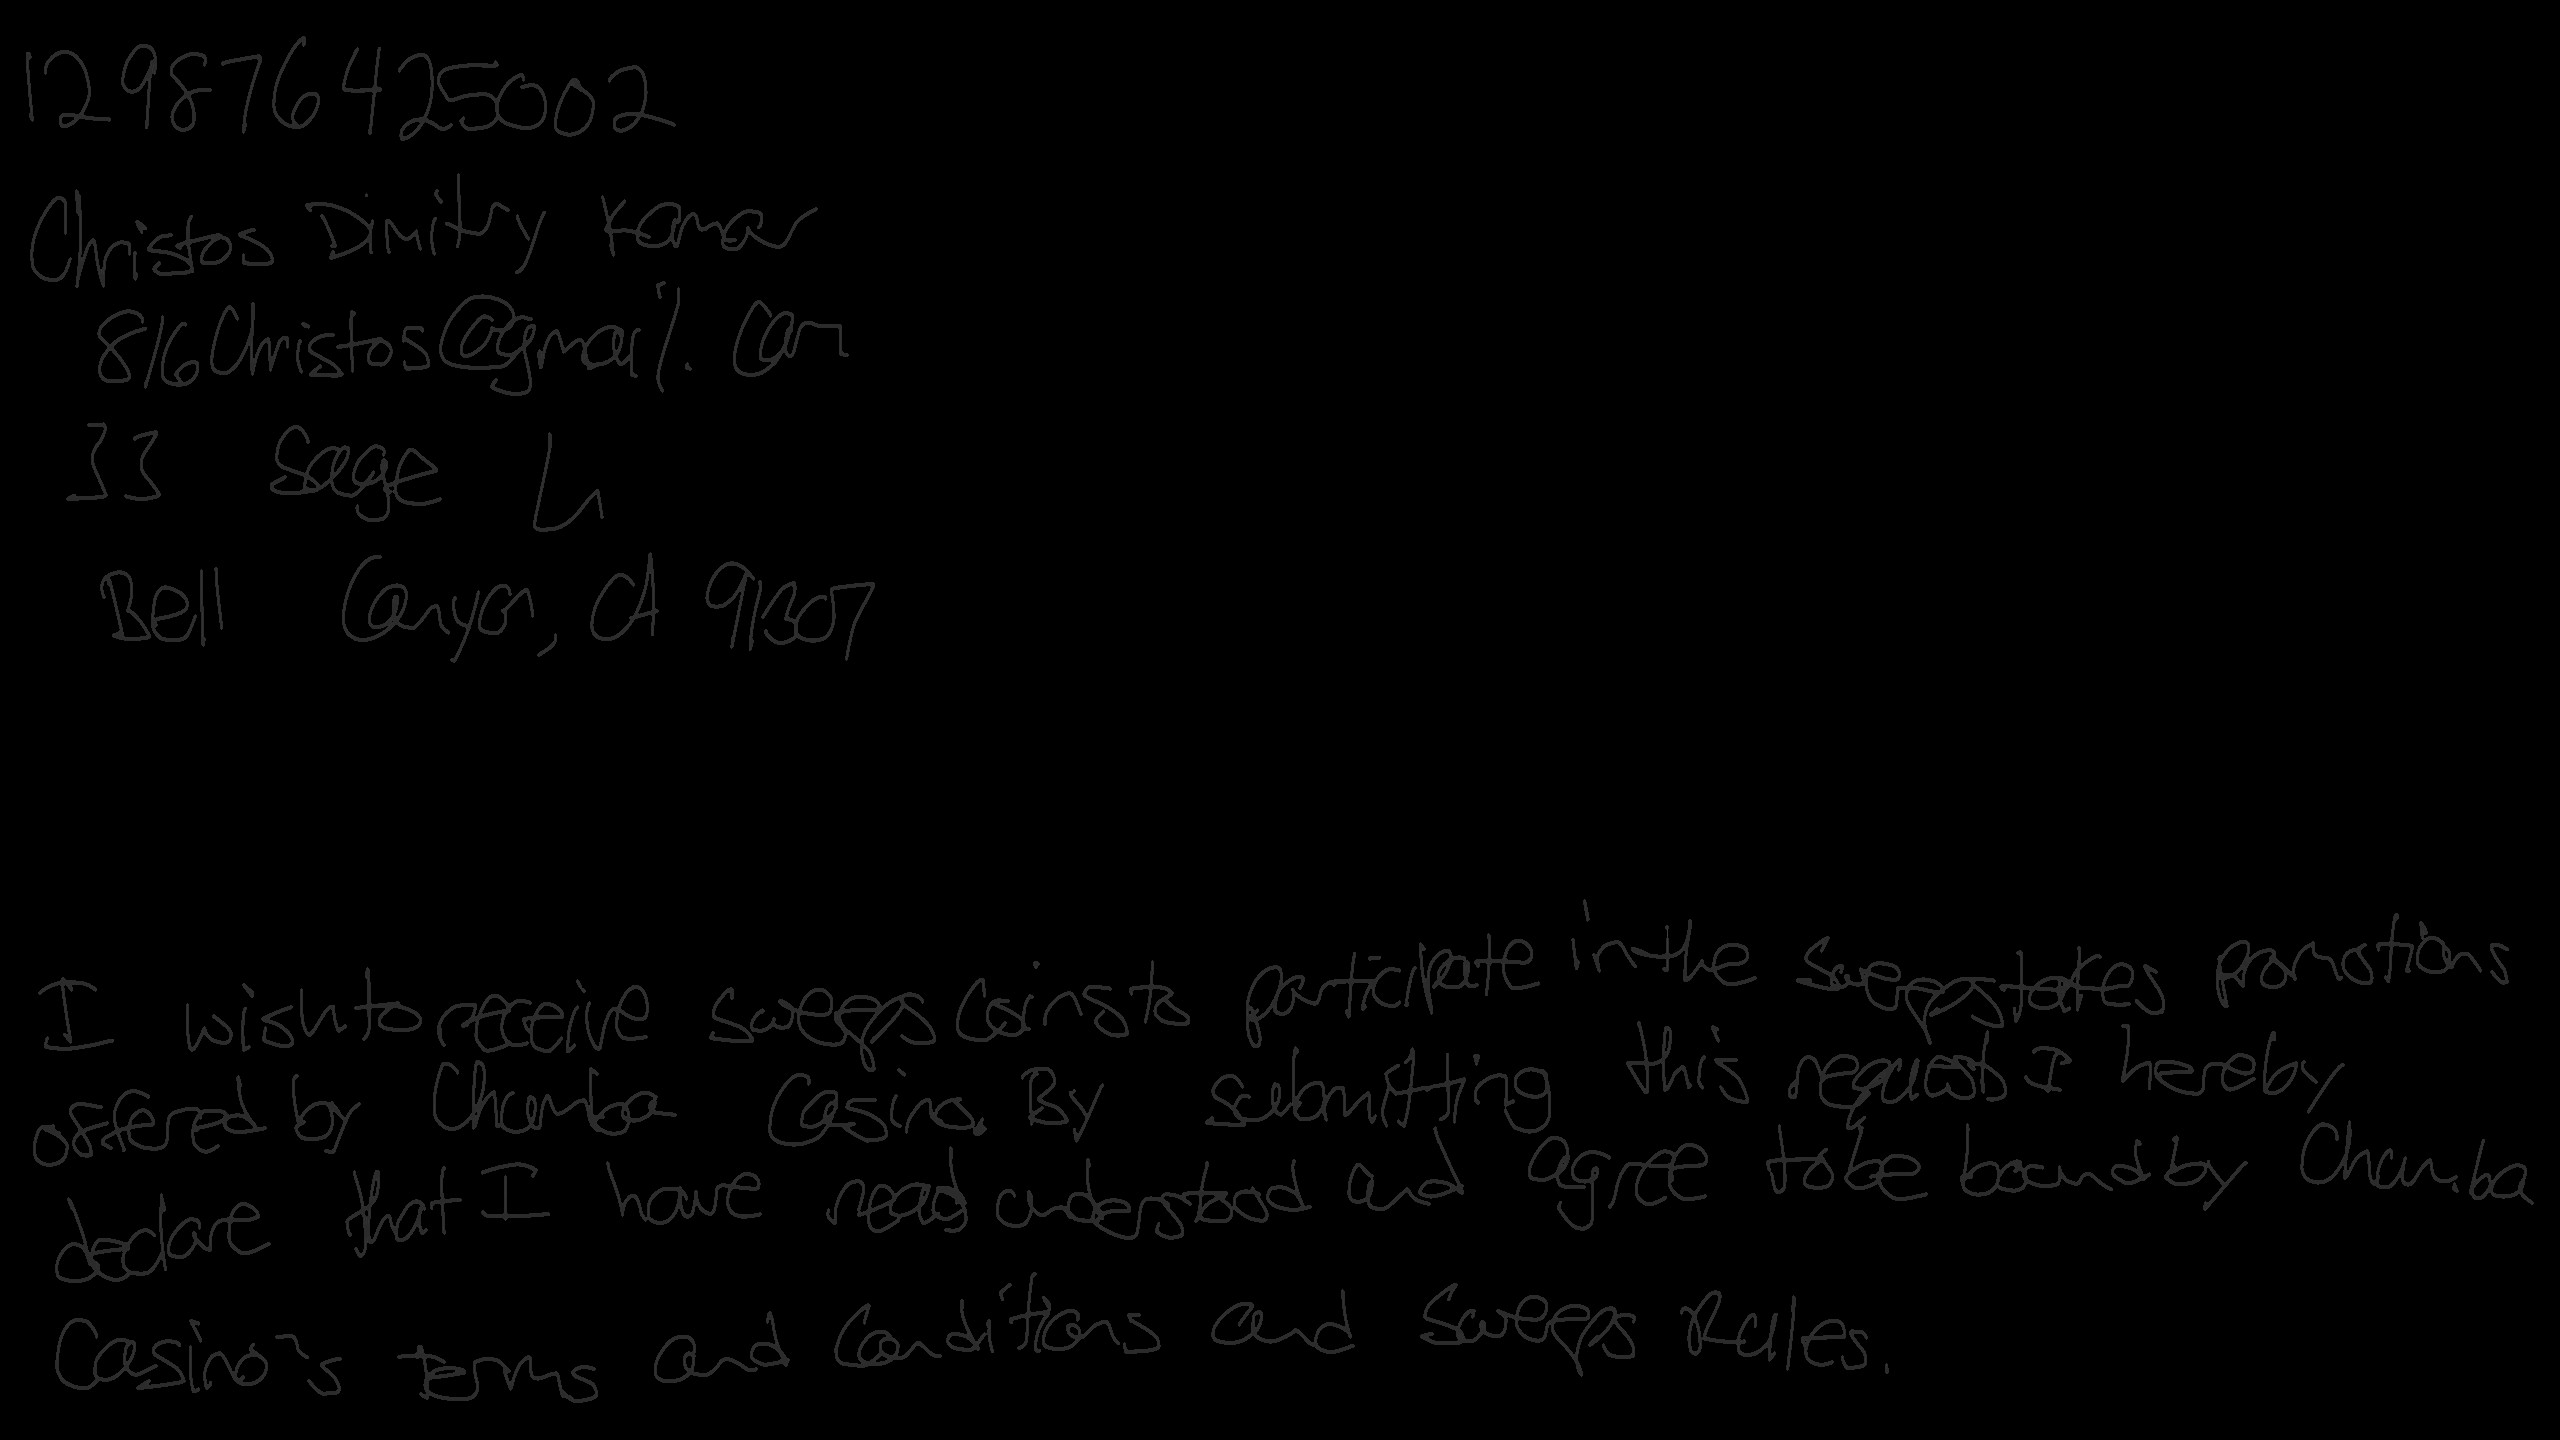 129876425002
Christos Dimitry Kamar
816Christos@gmail.com
33 Sage Ln
Bell Canyon, CA 91307
I wish to receive sweeps coins to participate in the sweepstakes promotions
offered by Chumba Casino. By submitting this request I hereby
declare that I have read understood and agree to be bound by Chumba
Casino's terms and conditions and sweeps Rules.